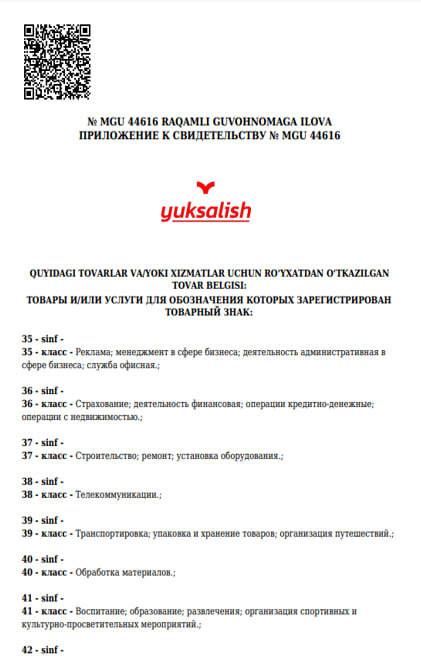 № MGU 44616 RAQAMLI GUVOHNOMAGA ILOVA
ПРИЛОЖЕНИЕ К СВИДЕТЕЛЬСТВУ № MGU 44616
yuksalish
QUYIDAGI TOVARLAR VA/YOKI XIZMATLAR UCHUN RO‘YXATDAN O‘TKAZILGAN
TOVAR BELGISI:
ТОВАРЫ И/ИЛИ УСЛУГИ ДЛЯ ОБОЗНАЧЕНИЯ КОТОРЫХ ЗАРЕГИСТРИРОВАН
ТОВАРНЫЙ ЗНАК:
35 - sinf -
35 - класс - Реклама; менеджмент в сфере бизнеса; деятельность административная в
сфере бизнеса; служба офисная.;
36 - sinf -
36 - класс - Страхование; деятельность финансовая; операции кредитно-денежные;
операции с недвижимостью.;
37 - sinf -
37 - класс - Строительство; ремонт; установка оборудования.;
38 - sinf -
38 - класс - Телекоммуникации.;
39 - sinf -
39 - класс - Транспортировка; упаковка и хранение товаров; организация путешествий.;
40 - sinf -
40 - класс - Обработка материалов.;
41 - sinf -
41 - класс - Воспитание; образование; развлечения; организация спортивных и
культурно-просветительных мероприятий.;
42 - sinf -